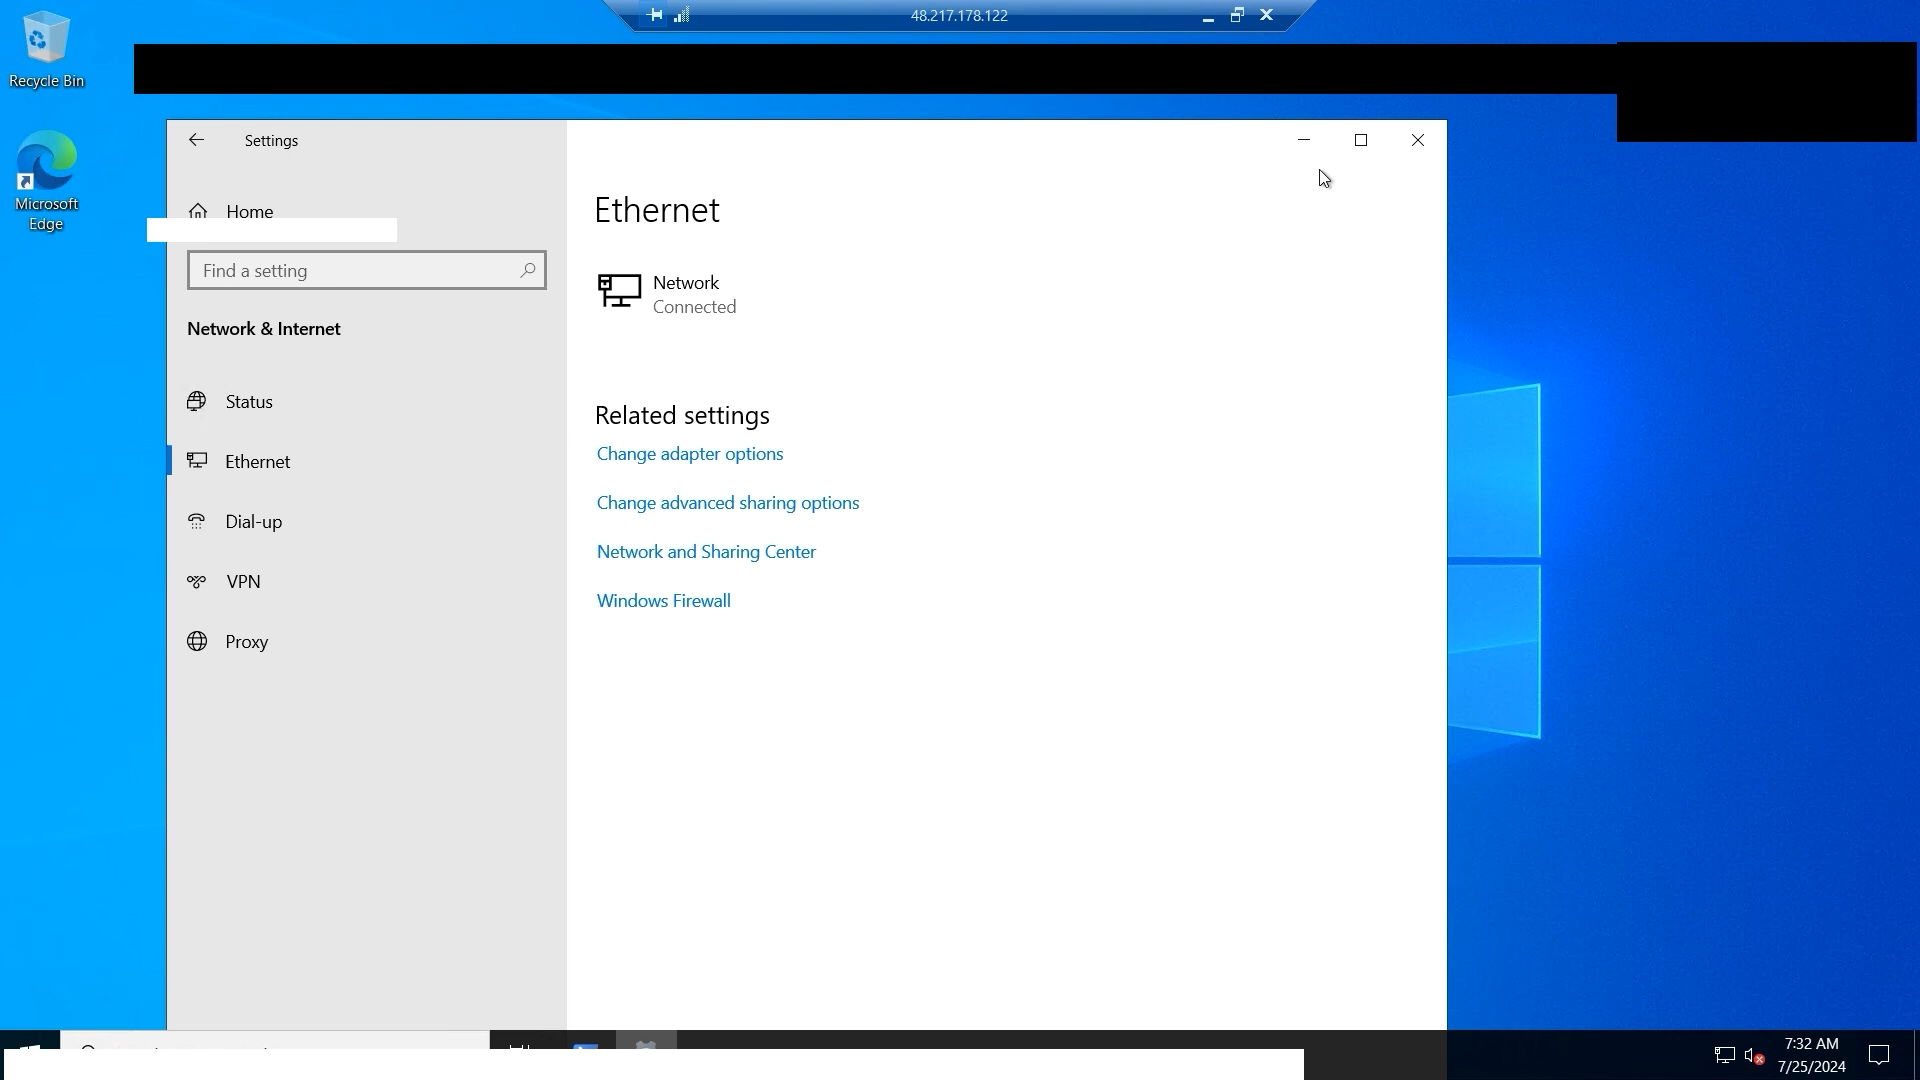 48.217.178.122
Recycle Bin
Settings
Microsoft
Edge
Home
Ethernet
Find a setting
Network
Connected
Network & Internet
Status
Related settings
Change adapter options
Ethernet
Change advanced sharing options
Dial-up
Network and Sharing Center
VPN
Windows Firewall
Proxy
7:32 AM
7/25/2024